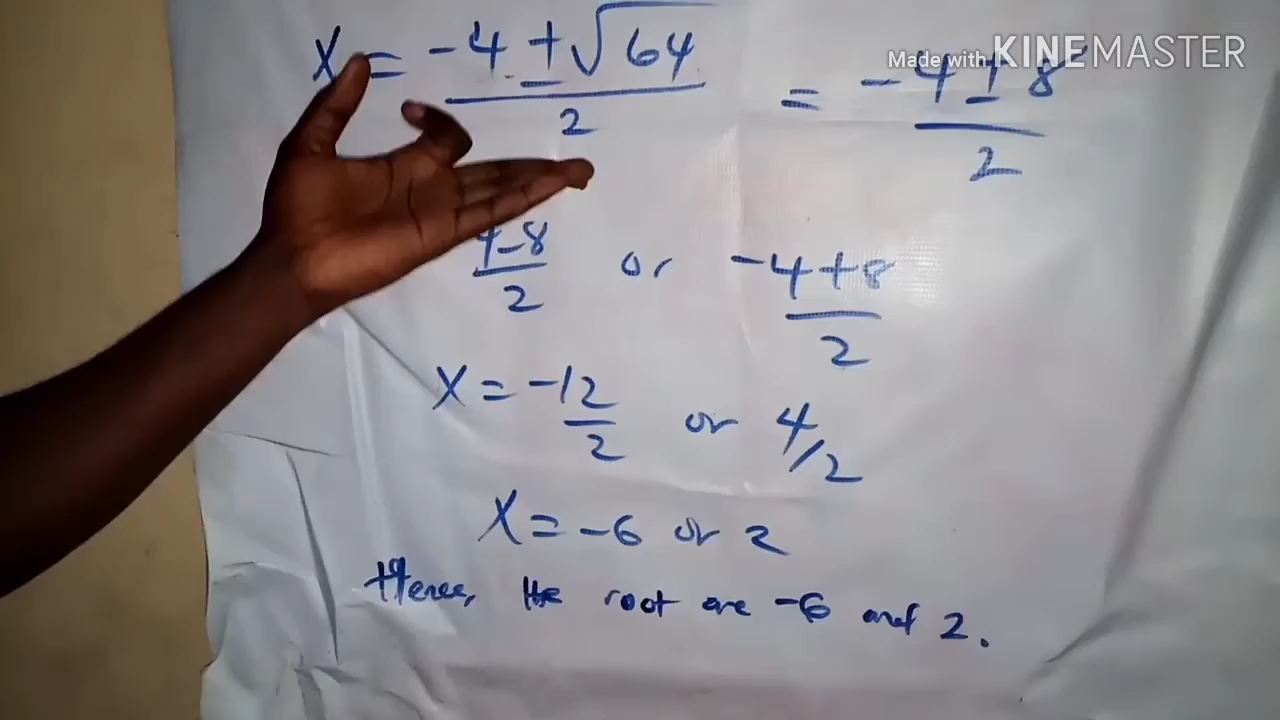 x = -4 ± √64 / 2 = -4 ± 8 / 2
Made with KINEMASTER
4-8 / 2 or -4+8 / 2
x = -12 / 2 or 4/2
x = -6 or 2
Hence, the root are -6 and 2.